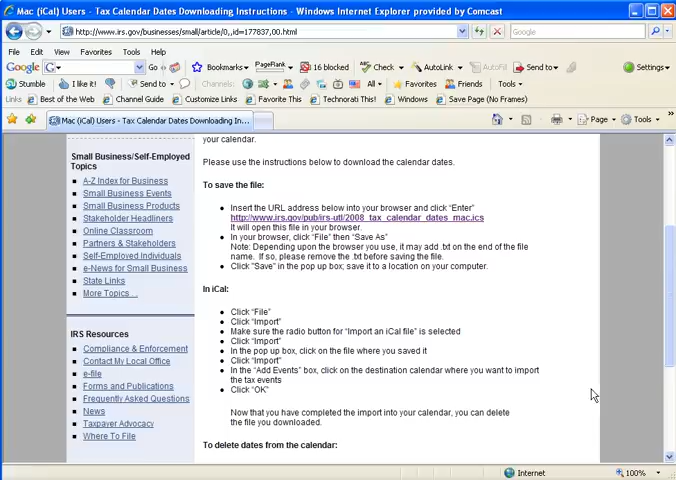 Mac (iCal) Users - Tax Calendar Dates Downloading Instructions - Windows Internet Explorer provided by Comcast
http://www.irs.gov/businesses/small/article/0,,id=177837,00.html
Google
File Edit View Favorites Tools Help
Google Go Bookmarks PageRank 16 blocked Check AutoLink AutoFill Send to Settings
Stumble I like it! Send to Channels: All Favorites Friends Tools
Links Best of the Web Channel Guide Customize Links Favorite This Technorati This! Windows Save Page (No Frames)
Mac (iCal) Users - Tax Calendar Dates Downloading In... Page Tools
your calendar.
Please use the instructions below to download the calendar dates.
To save the file:
Insert the URL address below into your browser and click “Enter”
http://www.irs.gov/pub/irs-utl/2008_tax_calendar_dates_mac.ics
It will open this file in your browser.
In your browser, click “File” then “Save As”
Note: Depending upon the browser you use, it may add .txt on the end of the file
name. If so, please remove the .txt before saving the file.
Click “Save” in the pop up box; save it to a location on your computer.
In iCal:
Click “File”
Click “Import”
Make sure the radio button for “Import an iCal file” is selected
Click “Import”
In the pop up box, click on the file where you saved it
Click “Import”
In the “Add Events” box, click on the destination calendar where you want to import
the tax events
Click “OK”
Now that you have completed the import into your calendar, you can delete
the file you downloaded.
To delete dates from the calendar:
Small Business/Self-Employed
Topics
A-Z Index for Business
Small Business Events
Small Business Products
Stakeholder Headliners
Online Classroom
Partners & Stakeholders
Self-Employed Individuals
e-News for Small Business
State Links
More Topics . . .
IRS Resources
Compliance & Enforcement
Contact My Local Office
e-file
Forms and Publications
Frequently Asked Questions
News
Taxpayer Advocacy
Where To File
Internet 100%